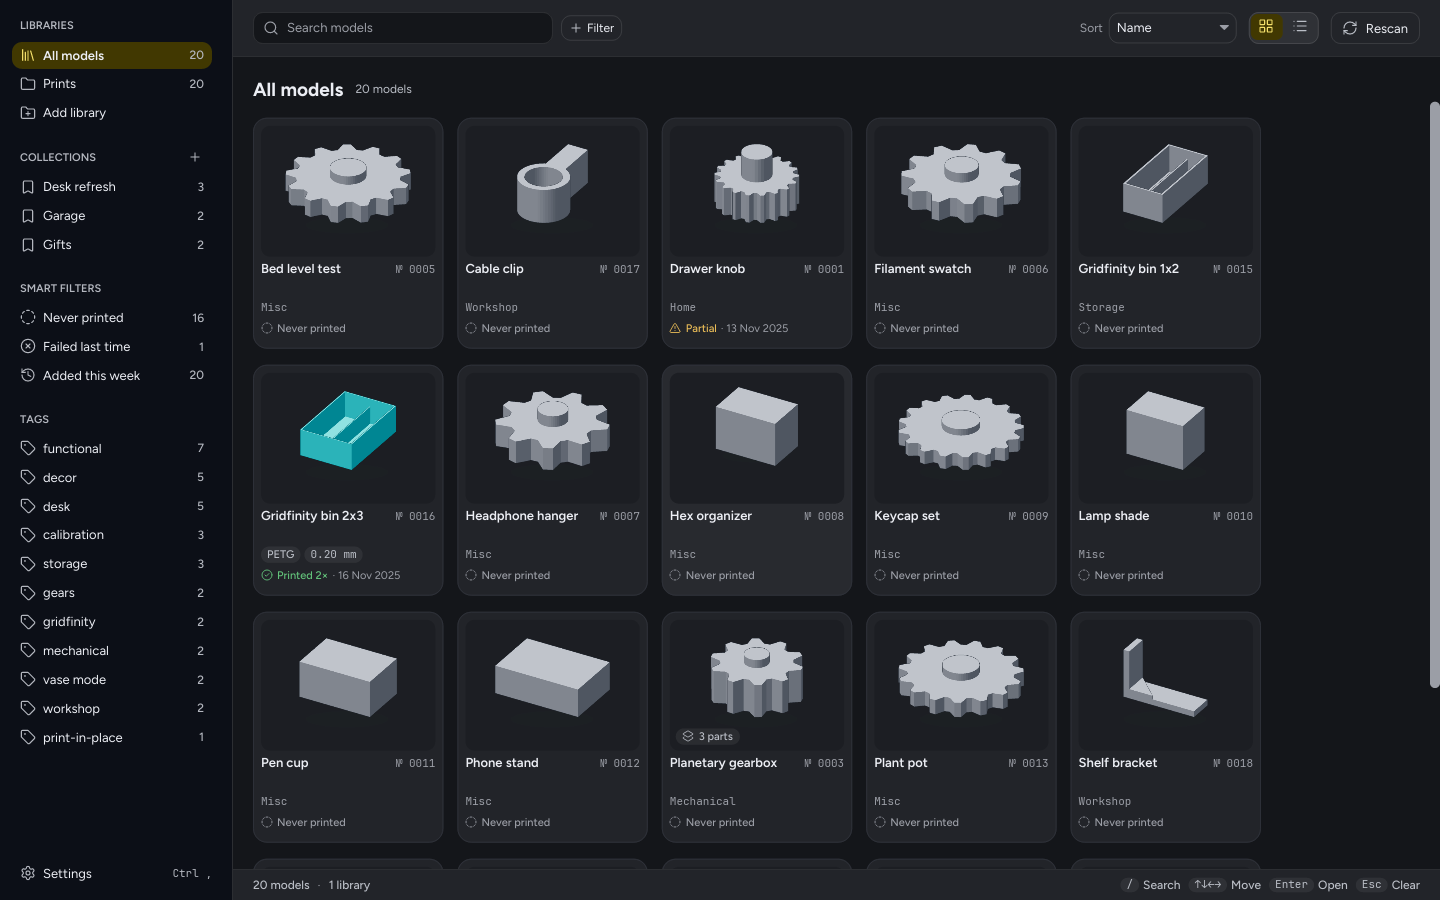 LIBRARIES
All models 20
Prints 20
Add library
COLLECTIONS
Desk refresh 3
Garage 2
Gifts 2
SMART FILTERS
Never printed 16
Failed last time 1
Added this week 20
TAGS
functional 7
decor 5
desk 5
calibration 3
storage 3
gears 2
gridfinity 2
mechanical 2
vase mode 2
workshop 2
print-in-place 1
Settings Ctrl ,
Search models
Filter
Sort Name
Rescan
All models 20 models
Bed level test № 0005
Misc
Never printed
Cable clip № 0017
Workshop
Never printed
Drawer knob № 0001
Home
Partial · 13 Nov 2025
Filament swatch № 0006
Misc
Never printed
Gridfinity bin 1x2 № 0015
Storage
Never printed
Gridfinity bin 2x3 № 0016
PETG 0.20 mm
Printed 2× · 16 Nov 2025
Headphone hanger № 0007
Misc
Never printed
Hex organizer № 0008
Misc
Never printed
Keycap set № 0009
Misc
Never printed
Lamp shade № 0010
Misc
Never printed
Pen cup № 0011
Misc
Never printed
Phone stand № 0012
Misc
Never printed
3 parts
Planetary gearbox № 0003
Mechanical
Never printed
Plant pot № 0013
Misc
Never printed
Shelf bracket № 0018
Workshop
Never printed
20 models · 1 library
/ Search ↑↓←→ Move Enter Open Esc Clear